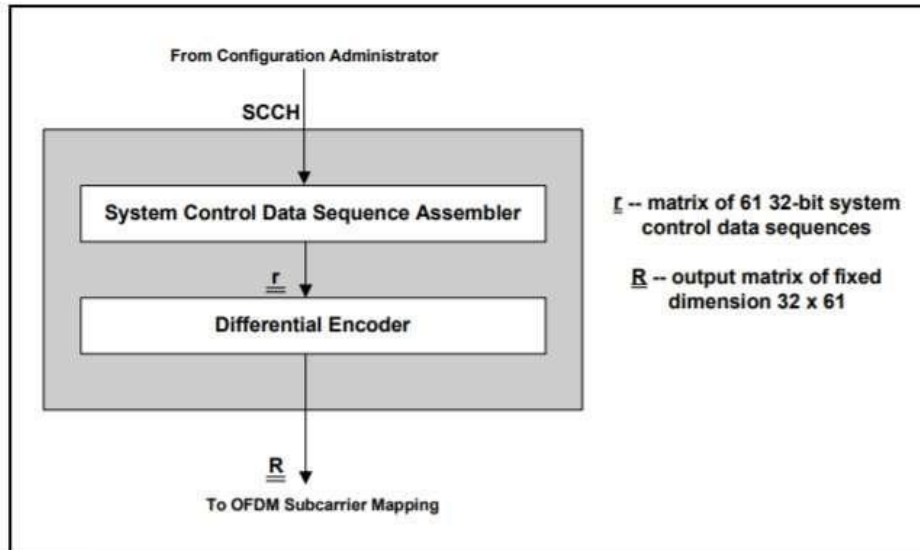 From Configuration Administrator
SCCH
System Control Data Sequence Assembler
r
Differential Encoder
R
To OFDM Subcarrier Mapping
r -- matrix of 61 32-bit system
control data sequences
R -- output matrix of fixed
dimension 32 x 61